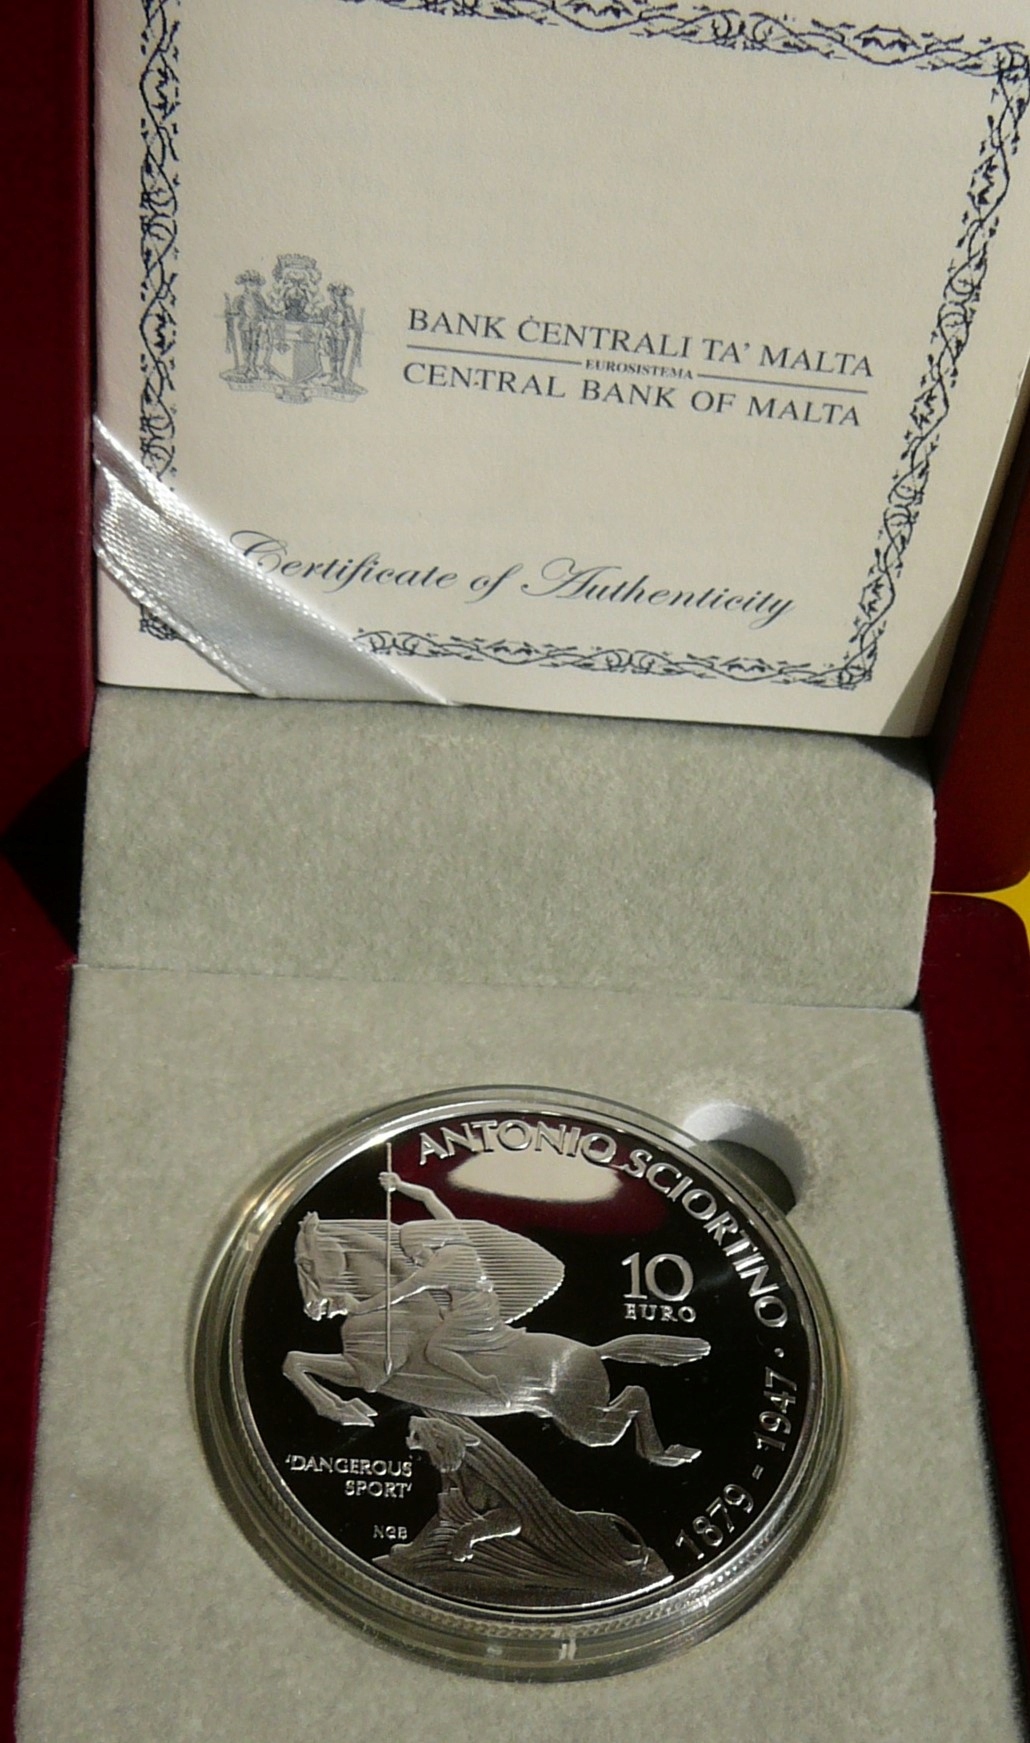 BANK ĊENTRALI TA' MALTA
EUROSISTEMA
CENTRAL BANK OF MALTA
Certificate of Authenticity
ANTONIO SCIORTINO · 1879 - 1947
10
EURO
'DANGEROUS
SPORT'
NGB